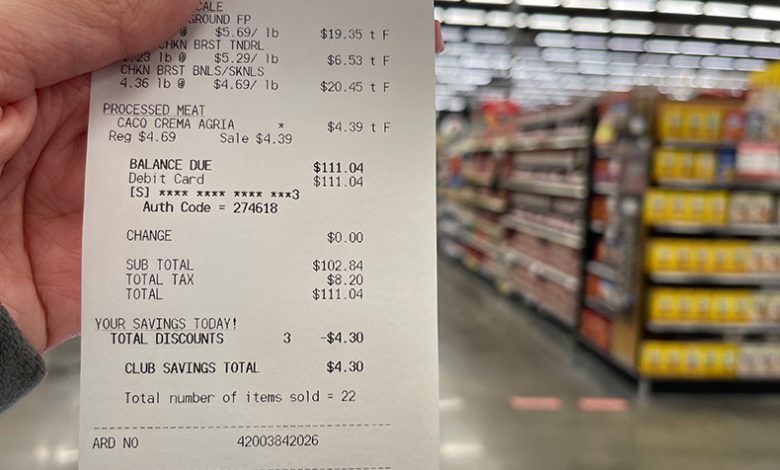 SCALE
GROUND FP
@ $5.69/ lb $19.35 t F
CHKN BRST TNDRL
1.23 lb @ $5.29/ lb $6.53 t F
CHKN BRST BNLS/SKNLS
4.36 lb @ $4.69/ lb $20.45 t F
PROCESSED MEAT
CACQ CREMA AGRIA * $4.39 t F
Reg $4.69 Sale $4.39
BALANCE DUE $111.04
Debit Card $111.04
[S] **** **** **** **** ***3
Auth Code = 274618
CHANGE $0.00
SUB TOTAL $102.84
TOTAL TAX $8.20
TOTAL $111.04
YOUR SAVINGS TODAY!
TOTAL DISCOUNTS 3 -$4.30
CLUB SAVINGS TOTAL $4.30
Total number of items sold = 22
ARD NO 42003842026